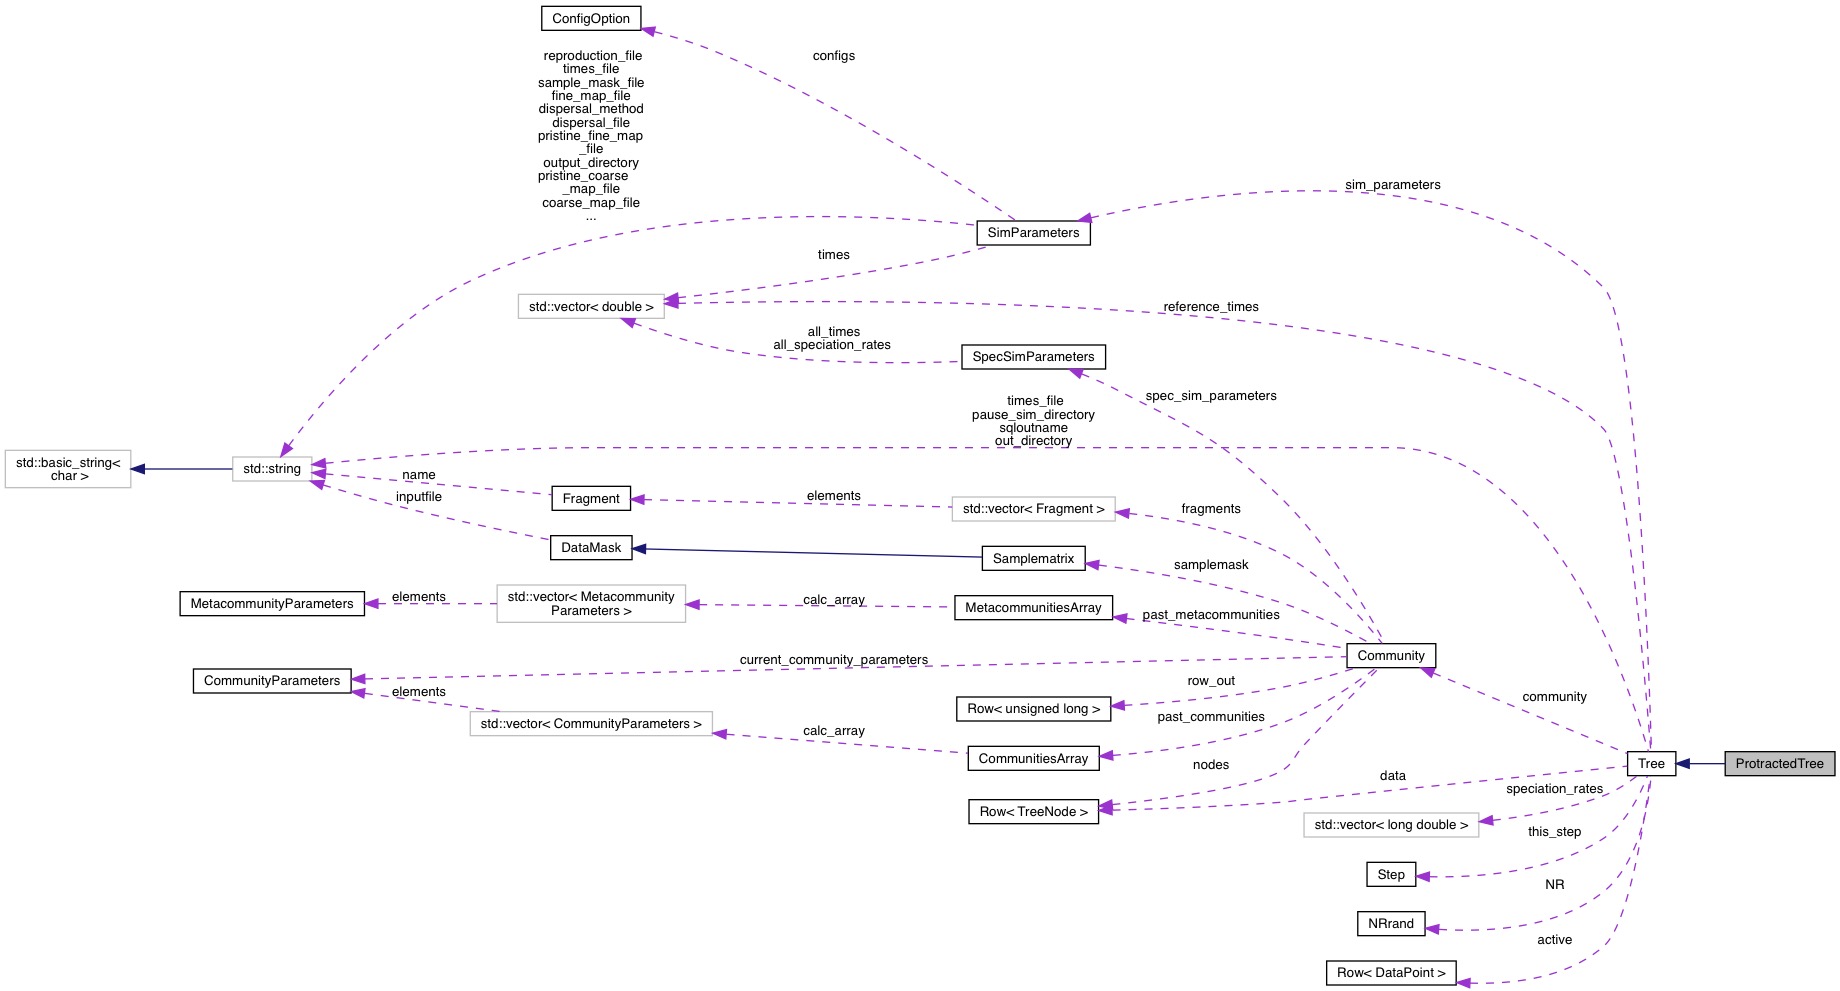 ConfigOption
reproduction_file
times_file
sample_mask_file
fine_map_file
dispersal_method
dispersal_file
pristine_fine_map
_file
output_directory
pristine_coarse
_map_file
coarse_map_file
...
configs
sim_parameters
SimParameters
times
std::vector< double >
reference_times
all_times
all_speciation_rates
SpecSimParameters
spec_sim_parameters
times_file
pause_sim_directory
sqloutname
out_directory
std::basic_string<
char >
std::string
name
inputfile
Fragment
elements
std::vector< Fragment >
fragments
DataMask
Samplematrix
samplemask
MetacommunityParameters
elements
std::vector< Metacommunity
Parameters >
calc_array
MetacommunitiesArray
past_metacommunities
Community
current_community_parameters
CommunityParameters
elements
std::vector< CommunityParameters >
calc_array
row_out
Row< unsigned long >
past_communities
CommunitiesArray
nodes
Row< TreeNode >
community
Tree
ProtractedTree
data
speciation_rates
std::vector< long double >
this_step
Step
NR
NRrand
active
Row< DataPoint >